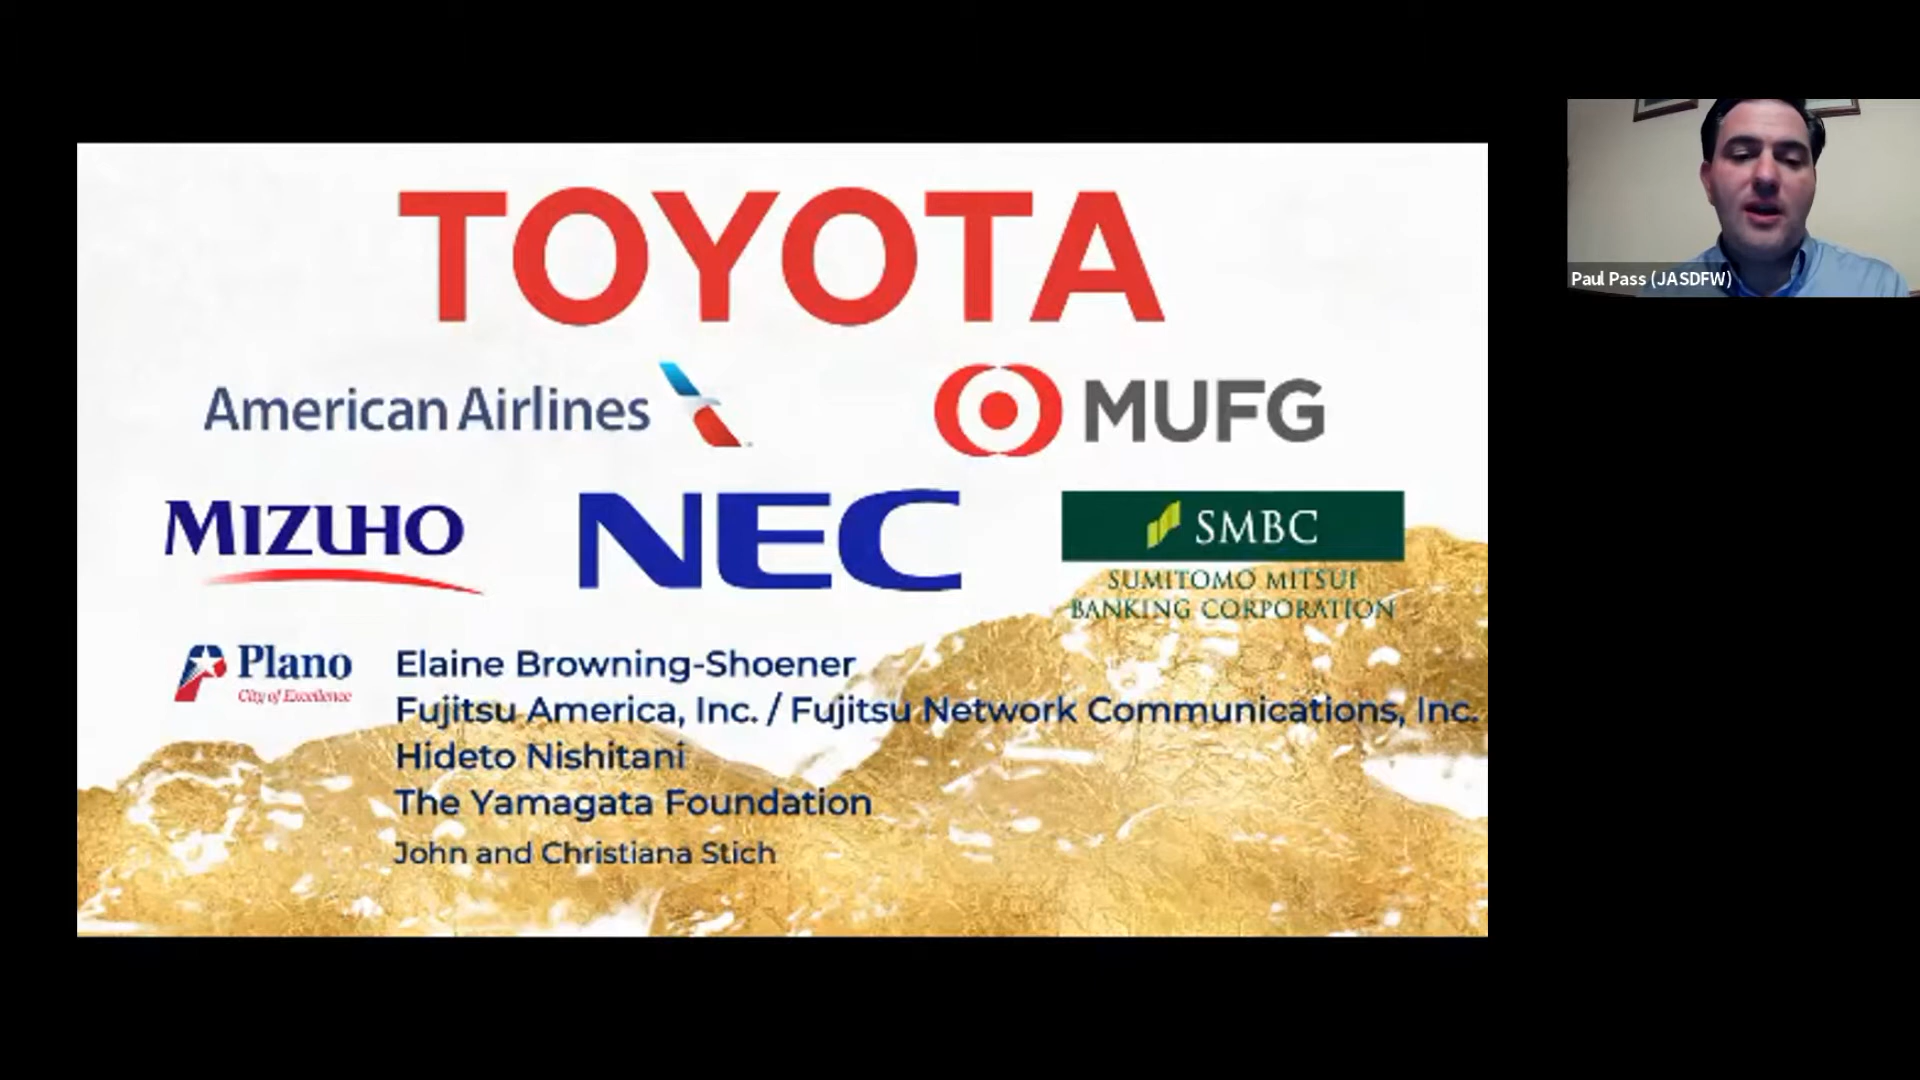 TOYOTA
American Airlines
MUFG
MIZUHO
NEC
SMBC
SUMITOMO MITSUI
BANKING CORPORATION
Plano
City of Excellence
Elaine Browning-Shoener
Fujitsu America, Inc. / Fujitsu Network Communications, Inc.
Hideto Nishitani
The Yamagata Foundation
John and Christiana Stich
Paul Pass (JASDFW)